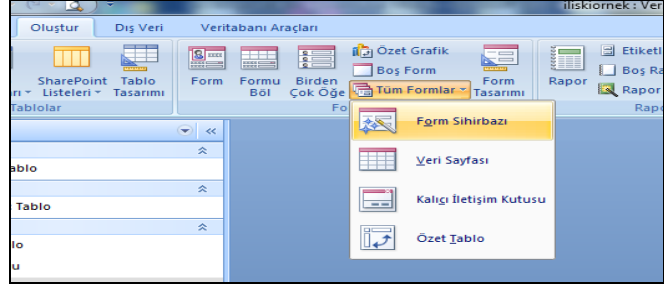 iliskiornek : Ver
Oluştur Dış Veri Veritabanı Araçları
SharePoint Listeleri
Tablo Tasarımı
Tablolar
Form
Formu Böl
Birden Çok Öğe
Özet Grafik
Boş Form
Tüm Formlar
Form Tasarımı
Fo
Rapor
Etiketl
Boş Ra
Rapor
Rapo
Form Sihirbazı
Veri Sayfası
Kalıcı İletişim Kutusu
Özet Tablo
ablo
Tablo
lo
u